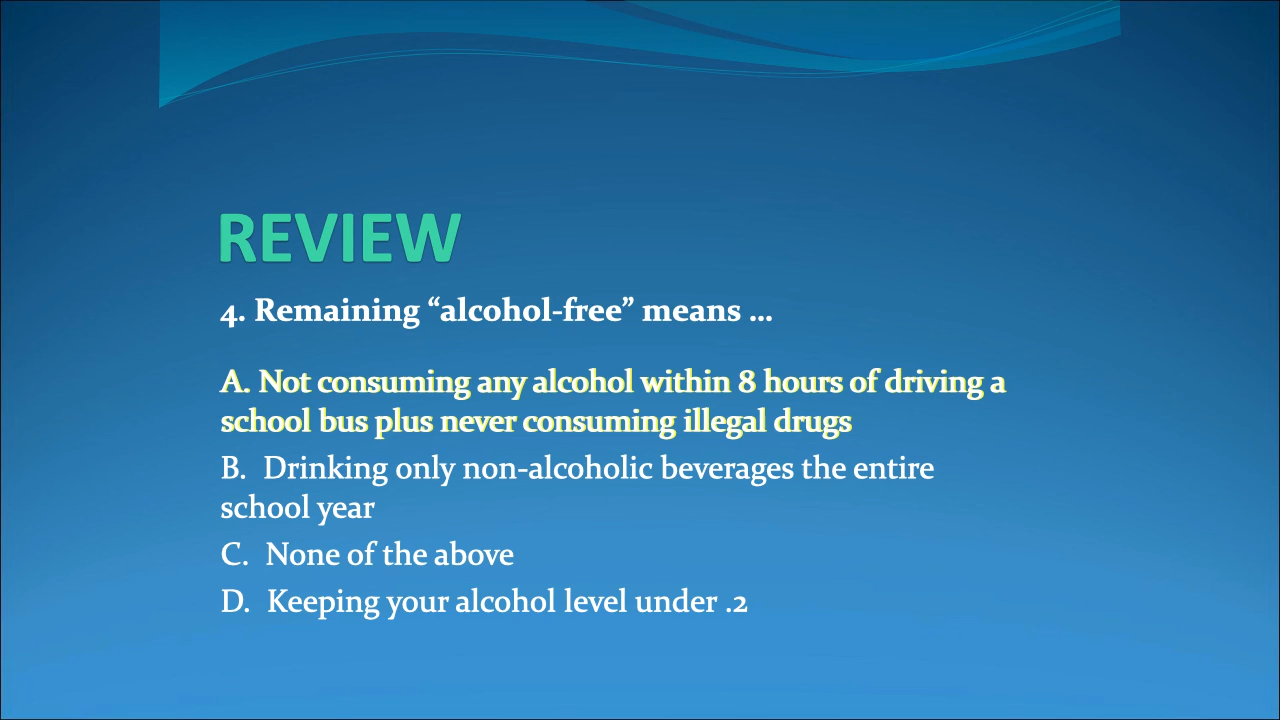 REVIEW
4. Remaining “alcohol-free” means …
A. Not consuming any alcohol within 8 hours of driving a
school bus plus never consuming illegal drugs
B.  Drinking only non-alcoholic beverages the entire
school year
C.  None of the above
D.  Keeping your alcohol level under .2